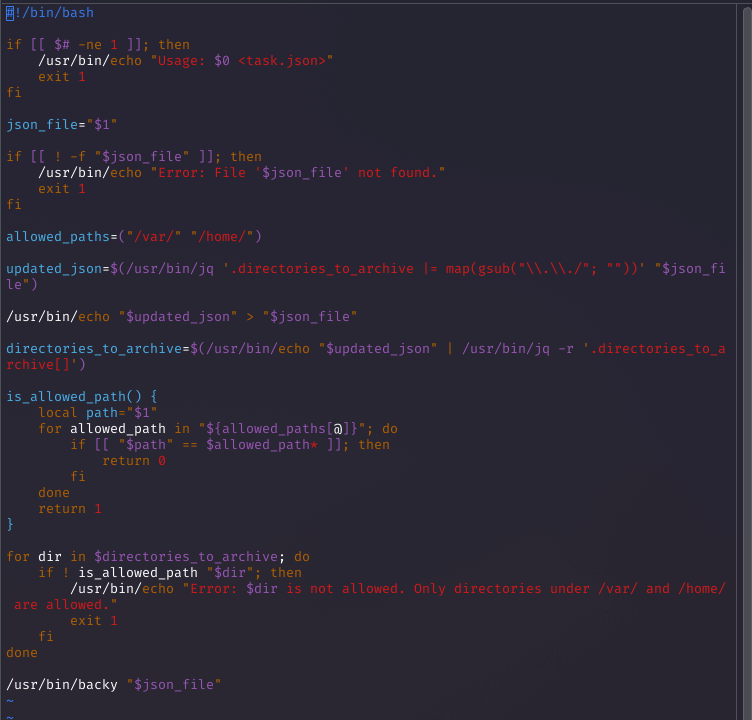 #!/bin/bash

if [[ $# -ne 1 ]]; then
    /usr/bin/echo "Usage: $0 <task.json>"
    exit 1
fi

json_file="$1"

if [[ ! -f "$json_file" ]]; then
    /usr/bin/echo "Error: File '$json_file' not found."
    exit 1
fi

allowed_paths=("/var/" "/home/")

updated_json=$(/usr/bin/jq '.directories_to_archive |= map(gsub("\\.\\./"; ""))' "$json_fi
le")

/usr/bin/echo "$updated_json" > "$json_file"

directories_to_archive=$(/usr/bin/echo "$updated_json" | /usr/bin/jq -r '.directories_to_a
rchive[]')

is_allowed_path() {
    local path="$1"
    for allowed_path in "${allowed_paths[@]}"; do
        if [[ "$path" == $allowed_path* ]]; then
            return 0
        fi
    done
    return 1
}

for dir in $directories_to_archive; do
    if ! is_allowed_path "$dir"; then
        /usr/bin/echo "Error: $dir is not allowed. Only directories under /var/ and /home/
 are allowed."
        exit 1
    fi
done

/usr/bin/backy "$json_file"
~
~